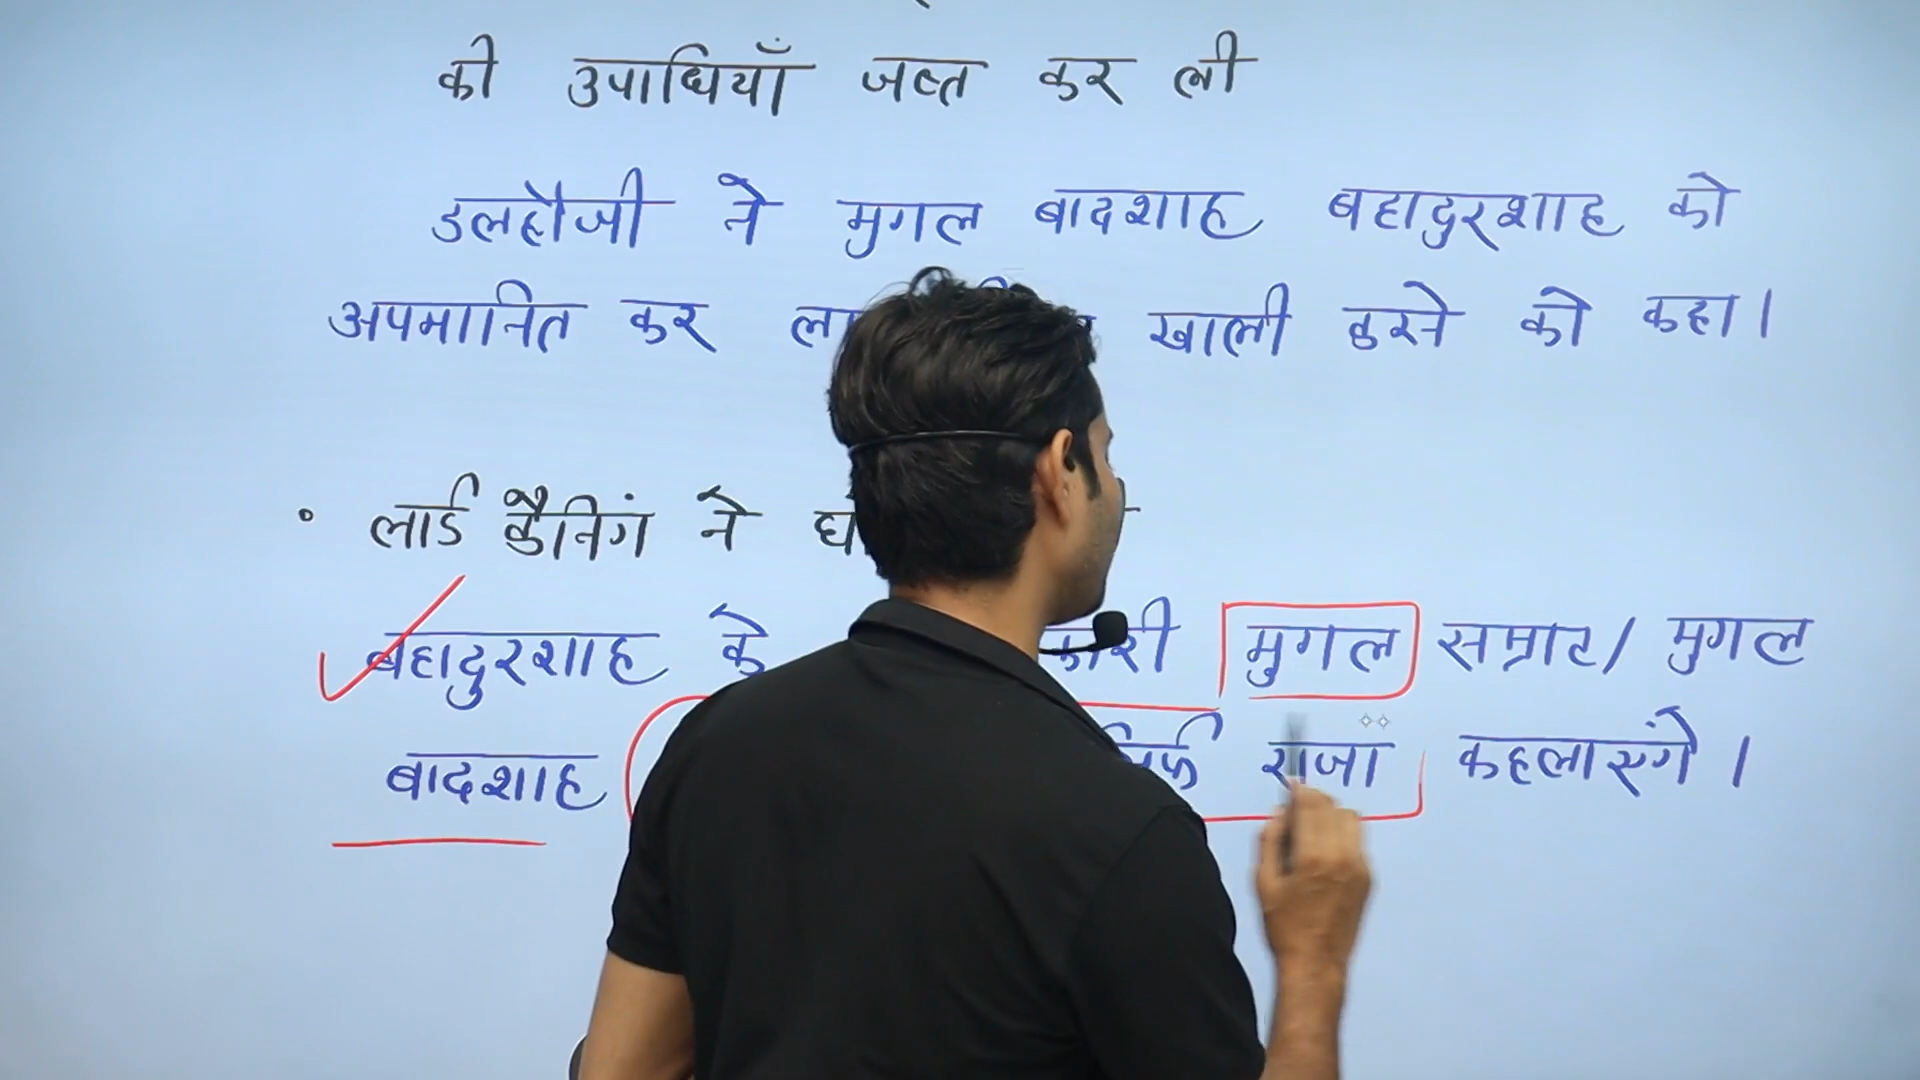 की उपाधियाँ जब्त कर ली
डलहौजी ने मुगल बादशाह बहादुरशाह को
अपमानित कर खाली करने को कहा।
• लार्ड कैनिंग ने
बहादुरशाह के मुगल सम्राट/ मुगल
बादशाह राजा कहलाएंगे।